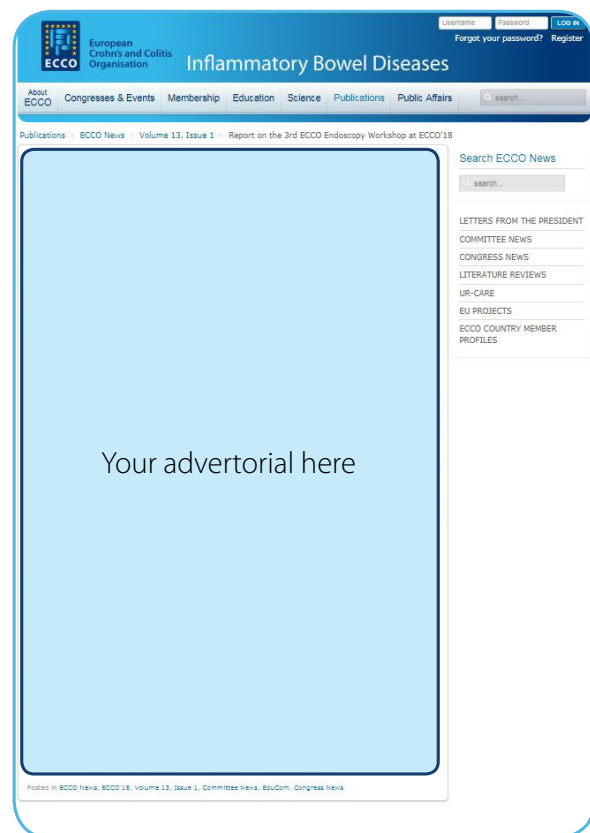 Username Password LOG IN
Forgot your password? Register
ECCO
European
Crohn's and Colitis
Organisation
Inflammatory Bowel Diseases
About
ECCO Congresses & Events Membership Education Science Publications Public Affairs search...
Publications › ECCO News › Volume 13, Issue 1 › Report on the 3rd ECCO Endoscopy Workshop at ECCO'18
Your advertorial here
Search ECCO News
search...
LETTERS FROM THE PRESIDENT
COMMITTEE NEWS
CONGRESS NEWS
LITERATURE REVIEWS
UR-CARE
EU PROJECTS
ECCO COUNTRY MEMBER
PROFILES
Posted in ECCO News, ECCO'18, Volume 13, Issue 1, Committee News, EduCom, Congress News